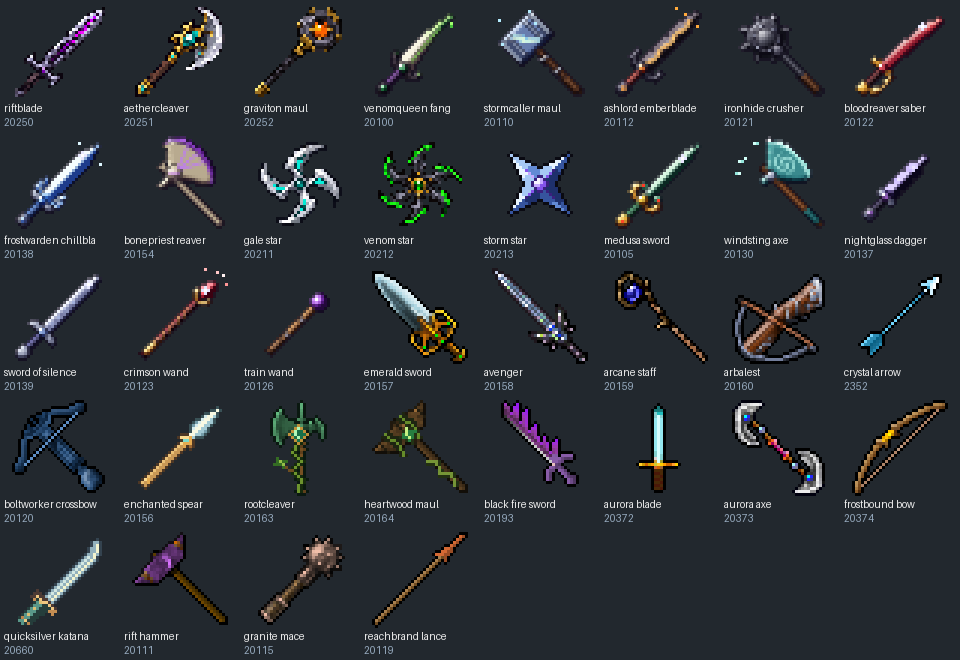 riftblade aethercleaver graviton maul venomqueen fang stormcaller maul ashlord emberblade ironhide crusher bloodreaver saber
20250 20251 20252 20100 20110 20112 20121 20122
frostwarden chillbla bonepriest reaver gale star venom star storm star medusa sword windsting axe nightglass dagger
20138 20154 20211 20212 20213 20105 20130 20137
sword of silence crimson wand train wand emerald sword avenger arcane staff arbalest crystal arrow
20139 20123 20126 20157 20158 20159 20160 2352
boltworker crossbow enchanted spear rootcleaver heartwood maul black fire sword aurora blade aurora axe frostbound bow
20120 20156 20163 20164 20193 20372 20373 20374
quicksilver katana rift hammer granite mace reachbrand lance
20660 20111 20115 20119